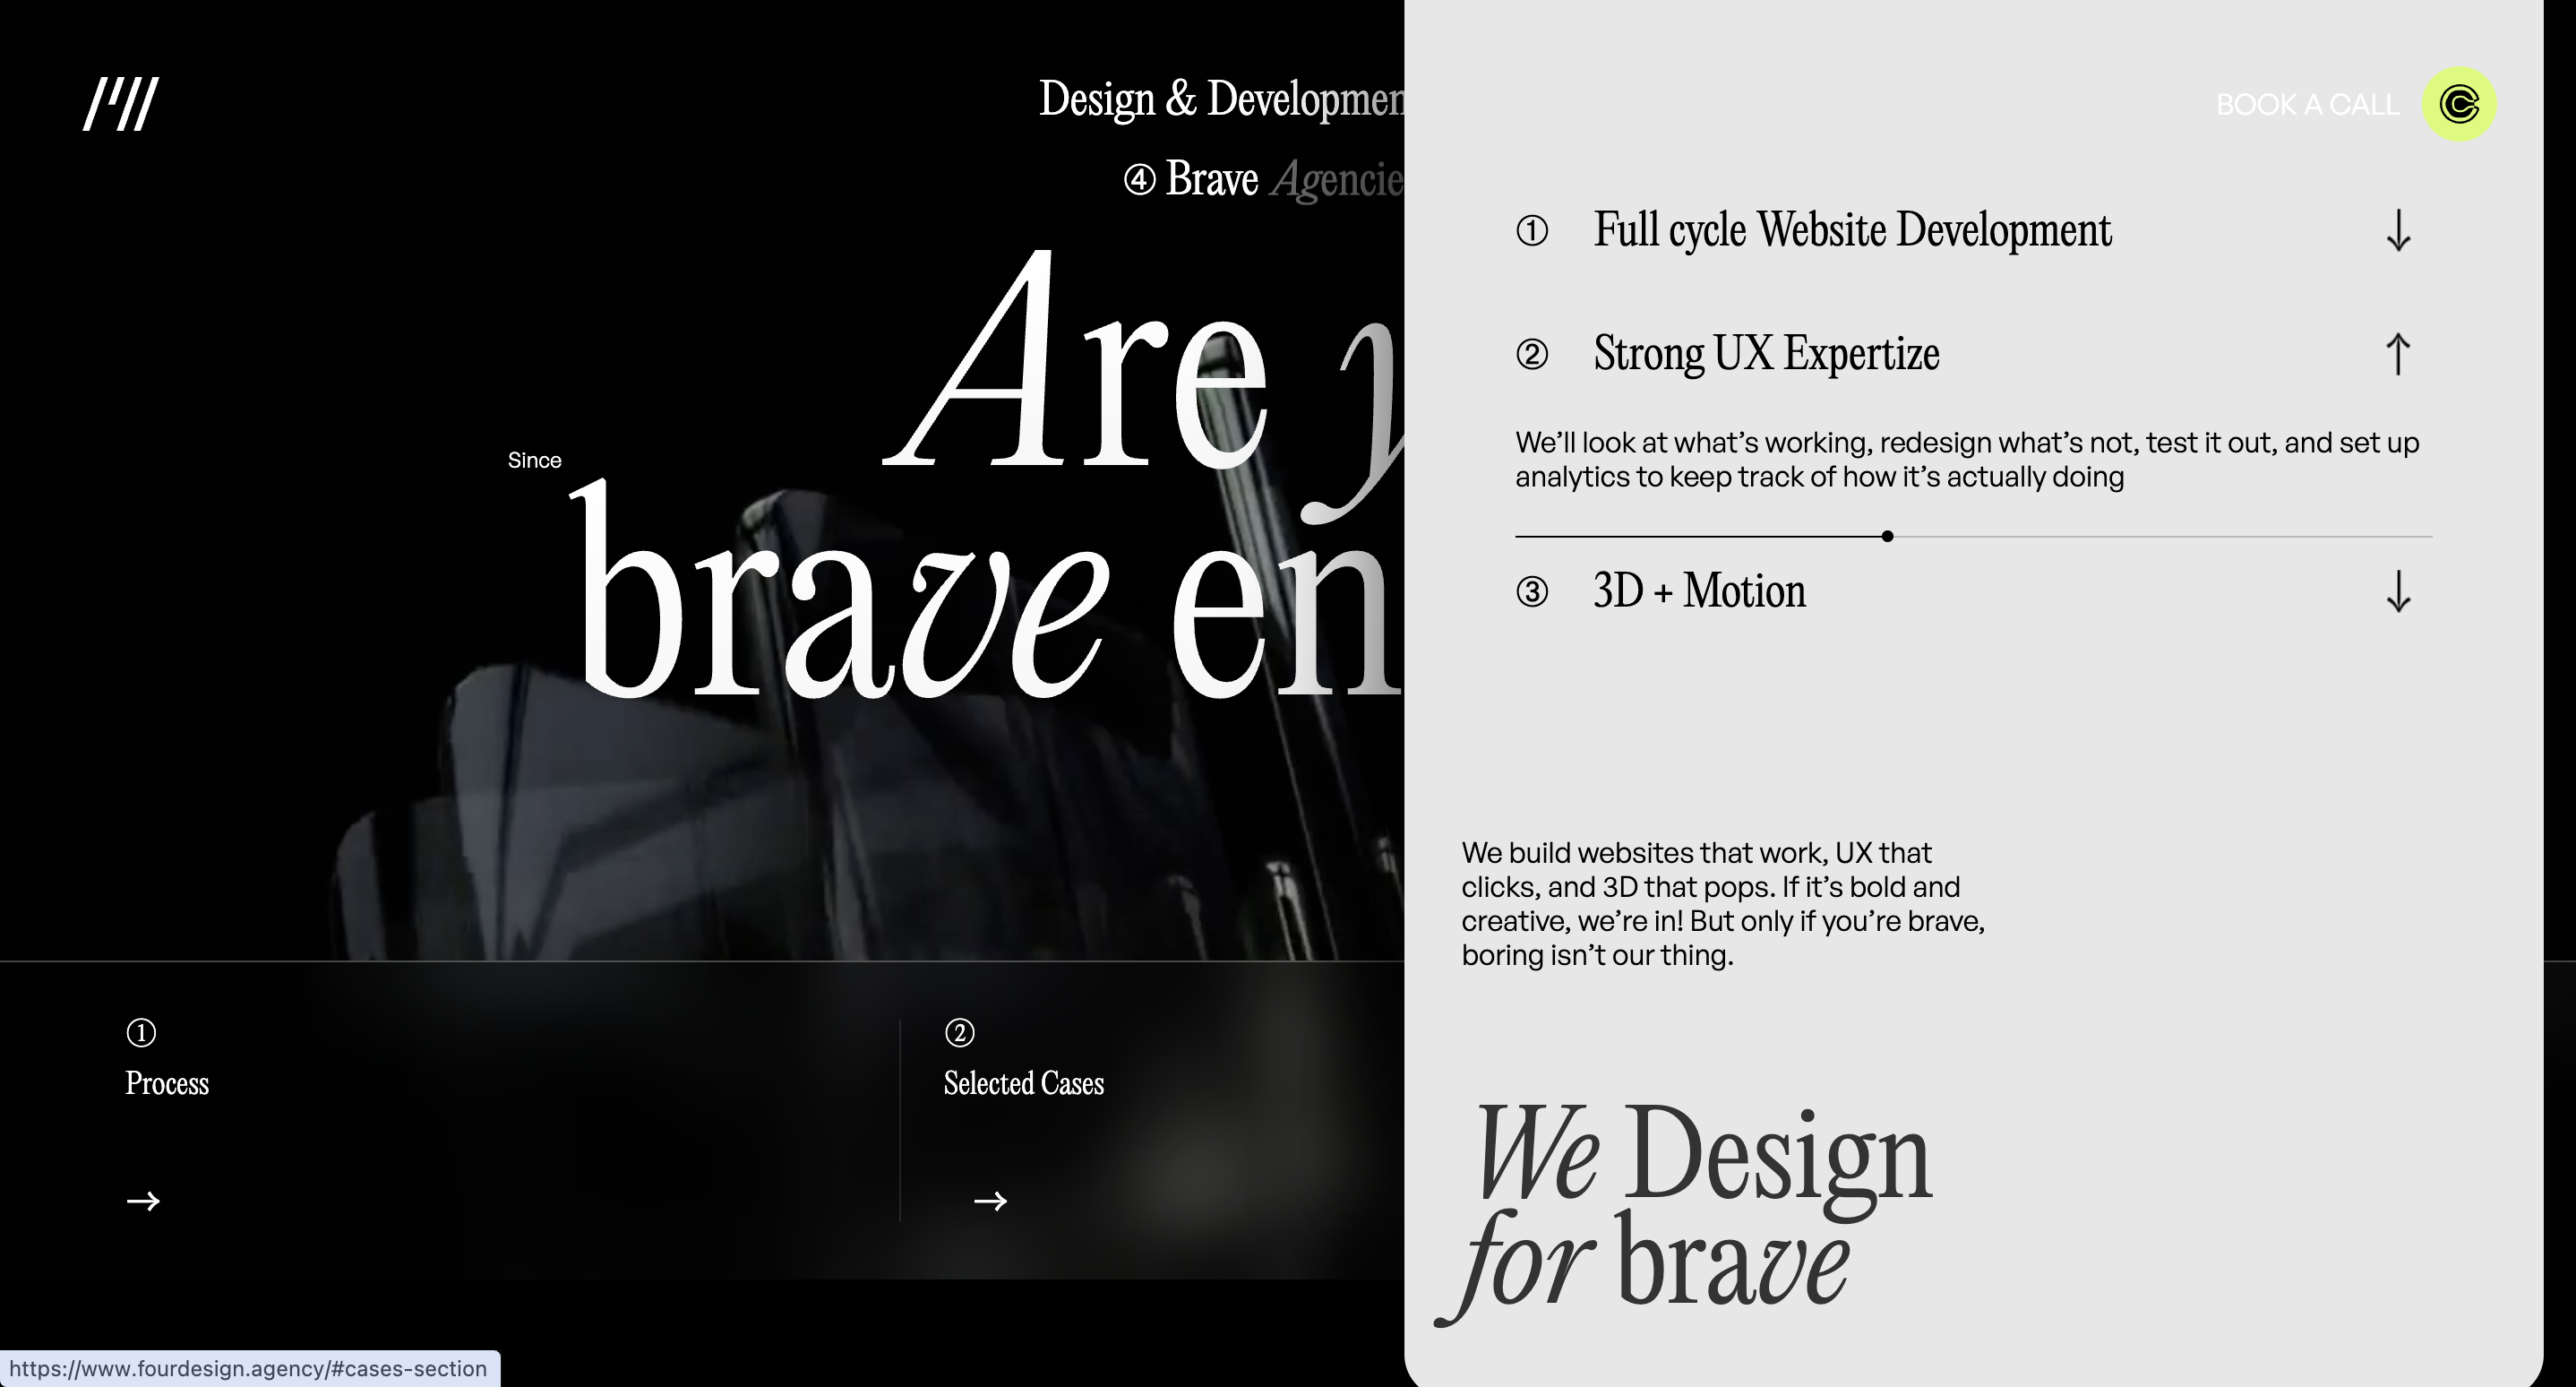 Design & Developmen
④ Brave Agencie
Are y
Since
brave en
①
Process
→
②
Selected Cases
→
https://www.fourdesign.agency/#cases-section
BOOK A CALL
① Full cycle Website Development ↓
② Strong UX Expertize ↑
We’ll look at what’s working, redesign what’s not, test it out, and set up
analytics to keep track of how it’s actually doing
③ 3D + Motion ↓
We build websites that work, UX that
clicks, and 3D that pops. If it’s bold and
creative, we’re in! But only if you’re brave,
boring isn’t our thing.
We Design
for brave